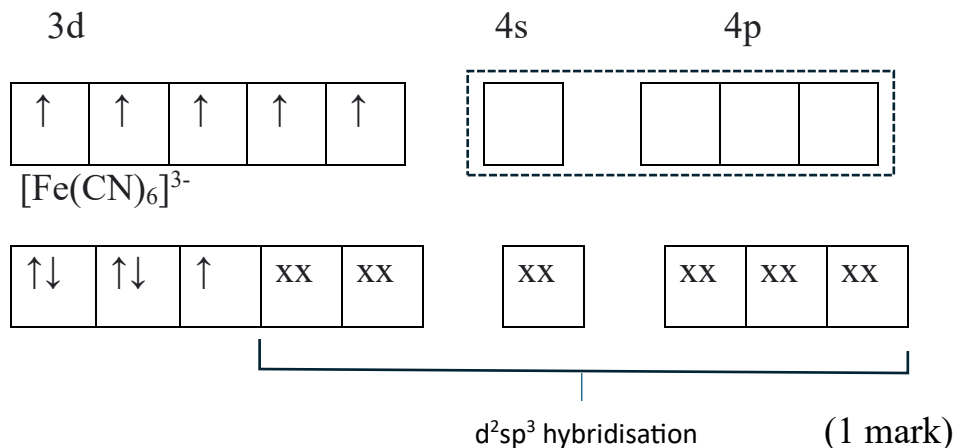 3d 4s 4p
↑ ↑ ↑ ↑ ↑
[Fe(CN)₆]³⁻
↑↓ ↑↓ ↑ xx xx xx xx xx xx
d²sp³ hybridisation (1 mark)